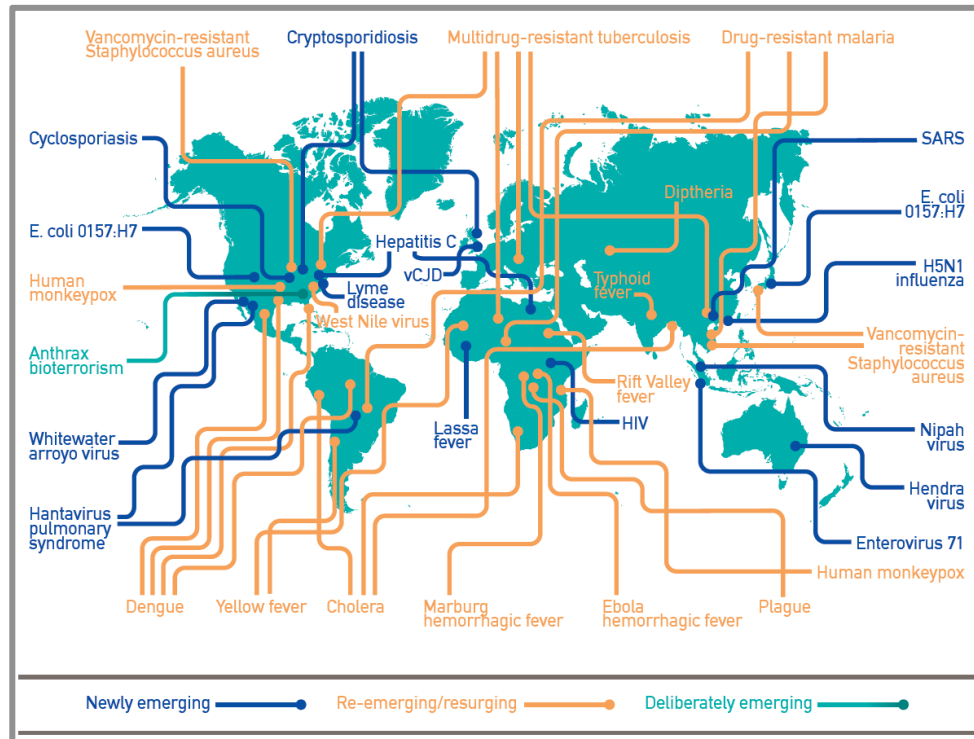 Vancomycin-resistant
Staphylococcus aureus
Cryptosporidiosis
Multidrug-resistant tuberculosis
Drug-resistant malaria
Cyclosporiasis
SARS
Diptheria
E. coli
0157:H7
E. coli 0157:H7
Hepatitis C
vCJD
H5N1
influenza
Human
monkeypox
Lyme
disease
Typhoid
fever
West Nile virus
Vancomycin-
resistant
Staphylococcus
aureus
Anthrax
bioterrorism
Rift Valley
fever
Whitewater
arroyo virus
Lassa
fever
HIV
Nipah
virus
Hendra
virus
Hantavirus
pulmonary
syndrome
Enterovirus 71
Human monkeypox
Dengue
Yellow fever
Cholera
Marburg
hemorrhagic fever
Ebola
hemorrhagic fever
Plague
Newly emerging
Re-emerging/resurging
Deliberately emerging